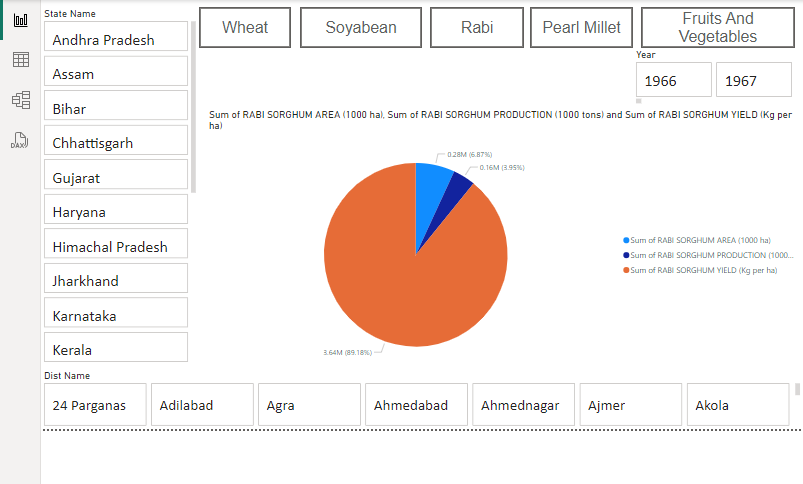 State Name
Andhra Pradesh
Assam
Bihar
Chhattisgarh
Gujarat
Haryana
Himachal Pradesh
Jharkhand
Karnataka
Kerala
Wheat
Soyabean
Rabi
Pearl Millet
Fruits And
Vegetables
Year
1966
1967
Sum of RABI SORGHUM AREA (1000 ha), Sum of RABI SORGHUM PRODUCTION (1000 tons) and Sum of RABI SORGHUM YIELD (Kg per
ha)
0.28M (6.87%)
0.16M (3.95%)
3.64M (89.18%)
Sum of RABI SORGHUM AREA (1000 ha)
Sum of RABI SORGHUM PRODUCTION (1000...
Sum of RABI SORGHUM YIELD (Kg per ha)
Dist Name
24 Parganas
Adilabad
Agra
Ahmedabad
Ahmednagar
Ajmer
Akola
DAX